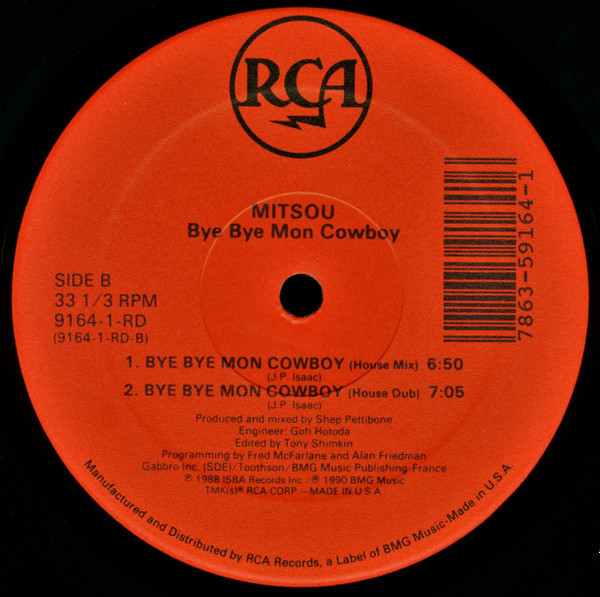 RCA
MITSOU
Bye Bye Mon Cowboy
7863-59164-1
SIDE B
33 1/3 RPM
9164-1-RD
(9164-1-RD-B)
1. BYE BYE MON COWBOY (House Mix) 6:50
(J.P. Isaac)
2. BYE BYE MON COWBOY (House Dub) 7:05
(J.P. Isaac)
Produced and mixed by Shep Pettibone
Engineer: Goh Hotoda
Edited by Tony Shimkin
Programming by Fred McFarlane and Alan Friedman
Gabbro Inc. (SDE)/Toothson/BMG Music Publishing-France
℗ 1988 ISBA Records Inc./℗ 1990 BMG Music
TMK(s)® RCA CORP.—MADE IN U S A
Manufactured and Distributed by RCA Records, a Label of BMG Music-Made in U.S.A.